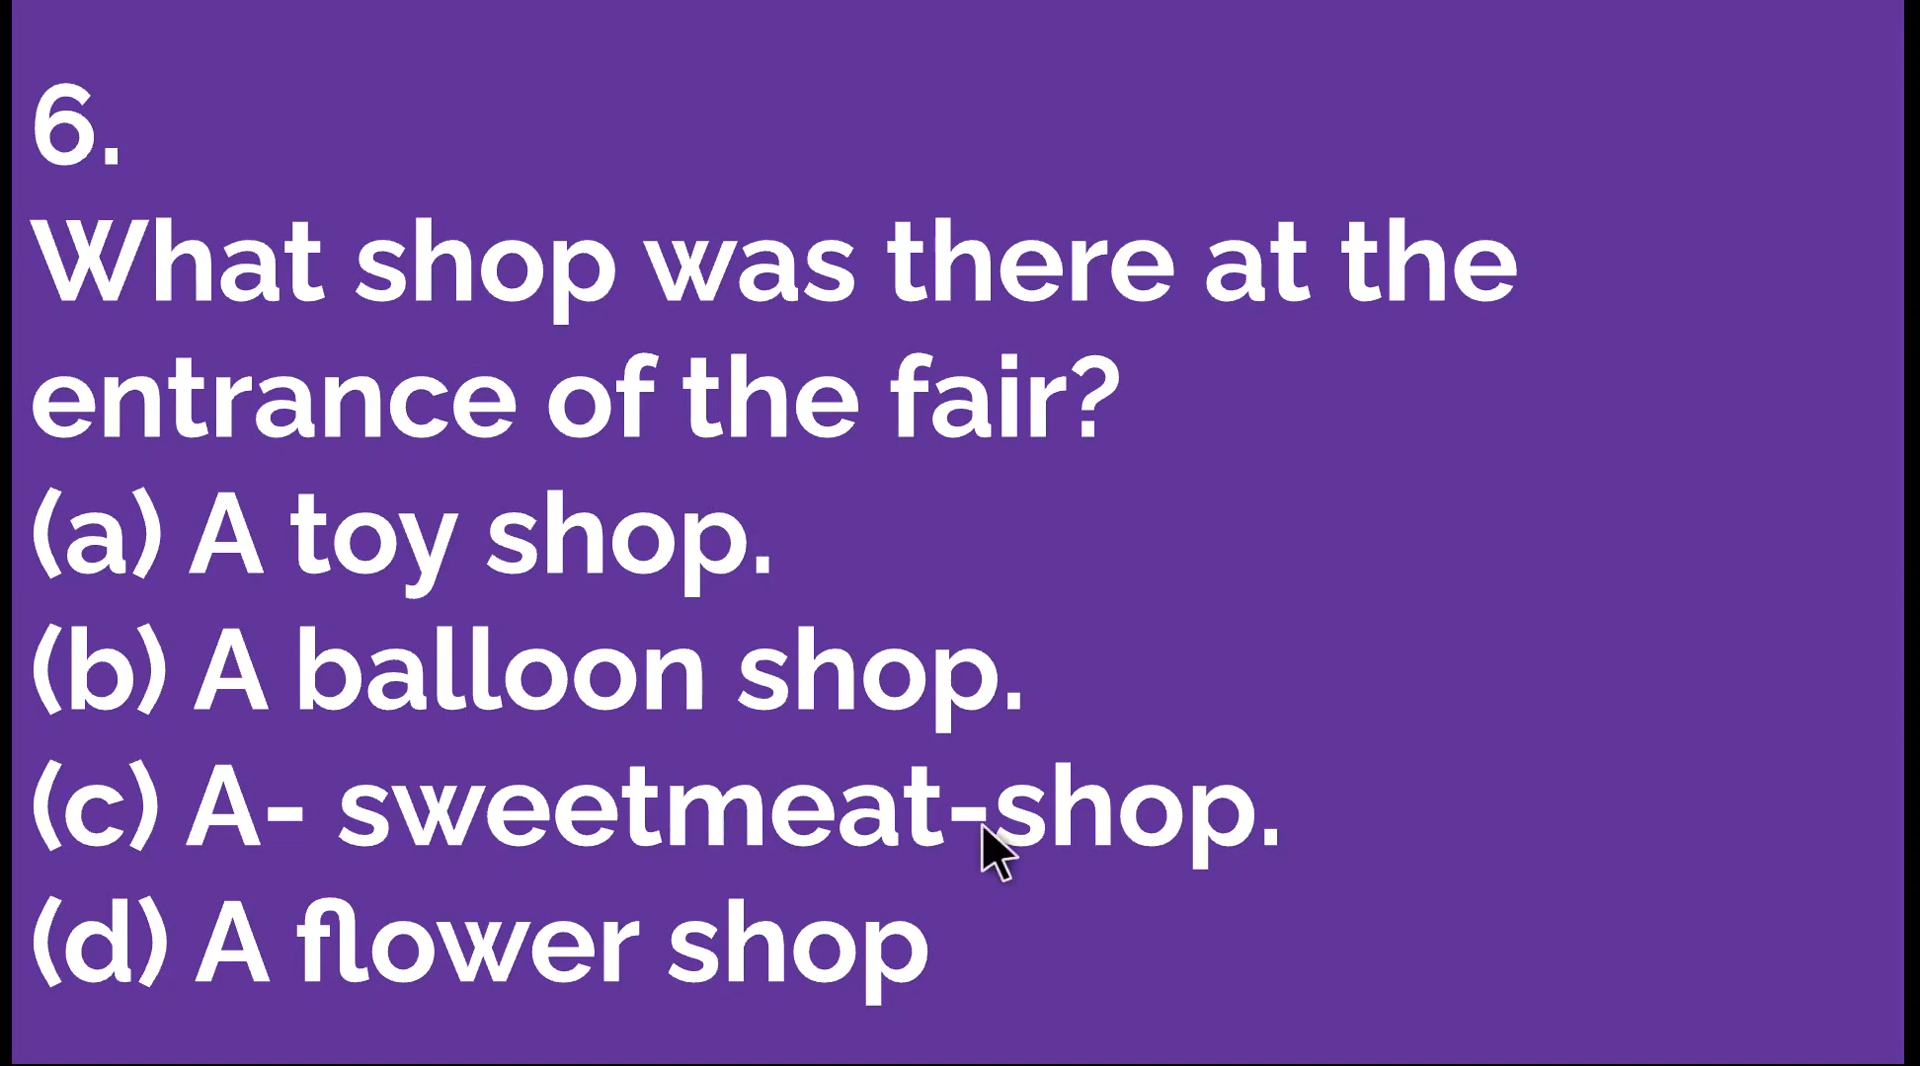 6.
What shop was there at the
entrance of the fair?
(a) A toy shop.
(b) A balloon shop.
(c) A- sweetmeat-shop.
(d) A flower shop